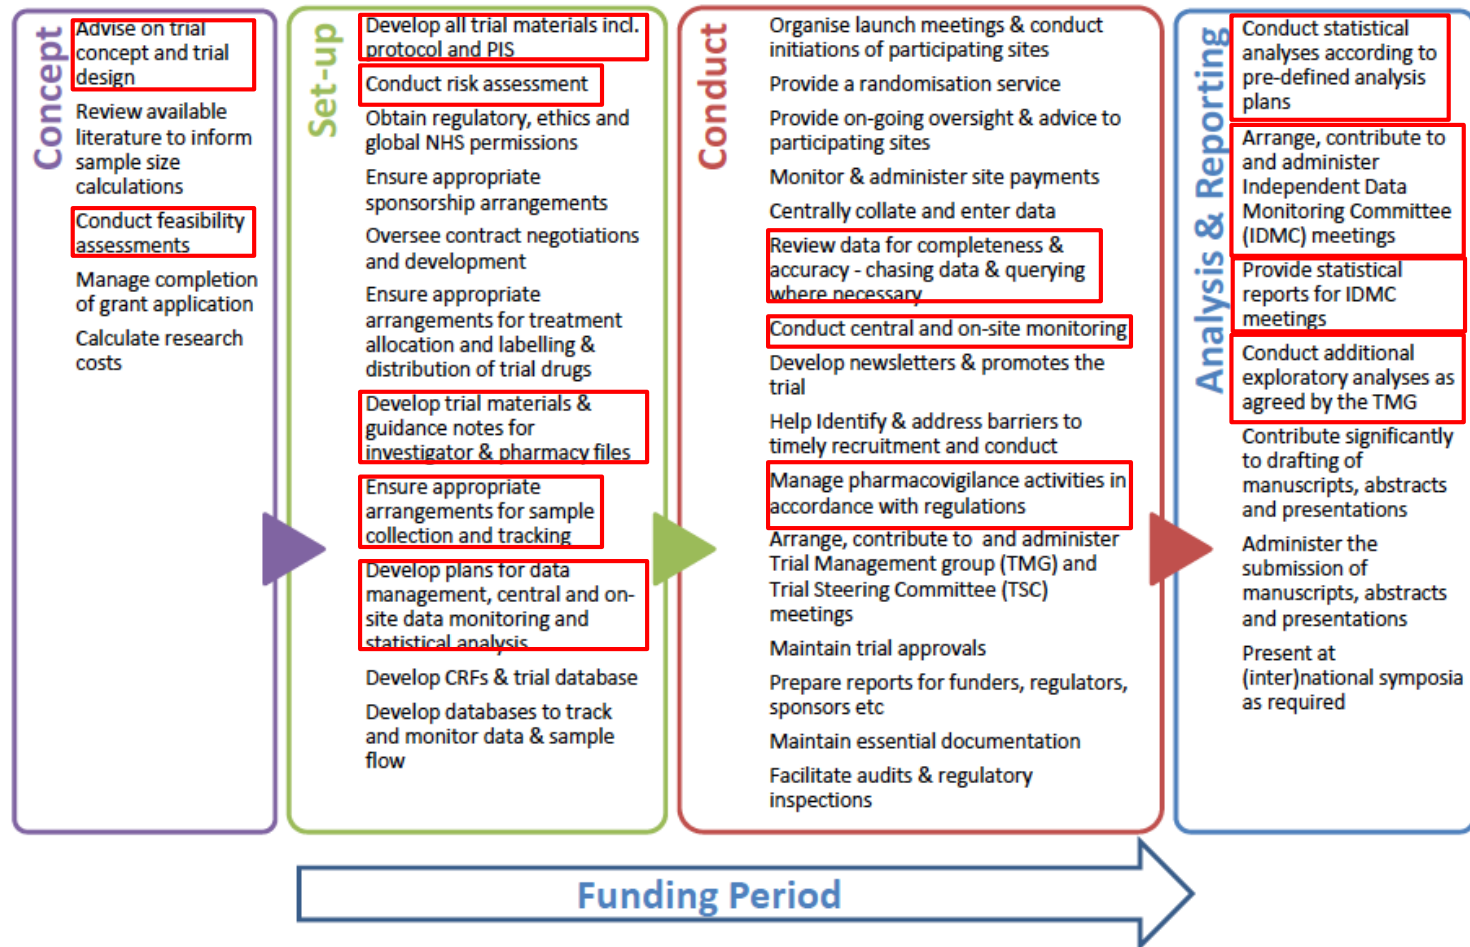 Concept
Advise on trial
concept and trial
design
Review available
literature to inform
sample size
calculations
Conduct feasibility
assessments
Manage completion
of grant application
Calculate research
costs
Set-up
Develop all trial materials incl.
protocol and PIS
Conduct risk assessment
Obtain regulatory, ethics and
global NHS permissions
Ensure appropriate
sponsorship arrangements
Oversee contract negotiations
and development
Ensure appropriate
arrangements for treatment
allocation and labelling &
distribution of trial drugs
Develop trial materials &
guidance notes for
investigator & pharmacy files
Ensure appropriate
arrangements for sample
collection and tracking
Develop plans for data
management, central and on-
site data monitoring and
statistical analysis
Develop CRFs & trial database
Develop databases to track
and monitor data & sample
flow
Conduct
Organise launch meetings & conduct
initiations of participating sites
Provide a randomisation service
Provide on-going oversight & advice to
participating sites
Monitor & administer site payments
Centrally collate and enter data
Review data for completeness &
accuracy - chasing data & querying
where necessary
Conduct central and on-site monitoring
Develop newsletters & promotes the
trial
Help Identify & address barriers to
timely recruitment and conduct
Manage pharmacovigilance activities in
accordance with regulations
Arrange, contribute to  and administer
Trial Management group (TMG) and
Trial Steering Committee (TSC)
meetings
Maintain trial approvals
Prepare reports for funders, regulators,
sponsors etc
Maintain essential documentation
Facilitate audits & regulatory
inspections
Analysis & Reporting
Conduct statistical
analyses according to
pre-defined analysis
plans
Arrange, contribute to
and administer
Independent Data
Monitoring Committee
(IDMC) meetings
Provide statistical
reports for IDMC
meetings
Conduct additional
exploratory analyses as
agreed by the TMG
Contribute significantly
to drafting of
manuscripts, abstracts
and presentations
Administer the
submission of
manuscripts, abstracts
and presentations
Present at
(inter)national symposia
as required
Funding Period